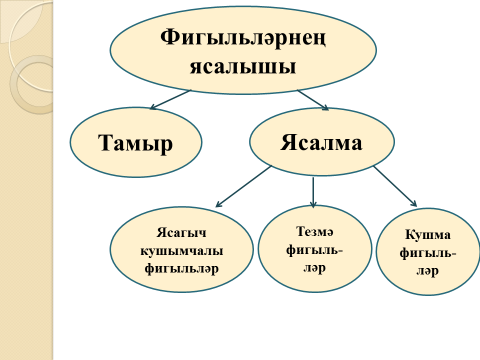 Фигыльләрнең
ясалышы
Тамыр
Ясалма
Ясагыч
кушымчалы
фигыльләр
Тезмә
фигыль-
ләр
Кушма
фигыль-
ләр